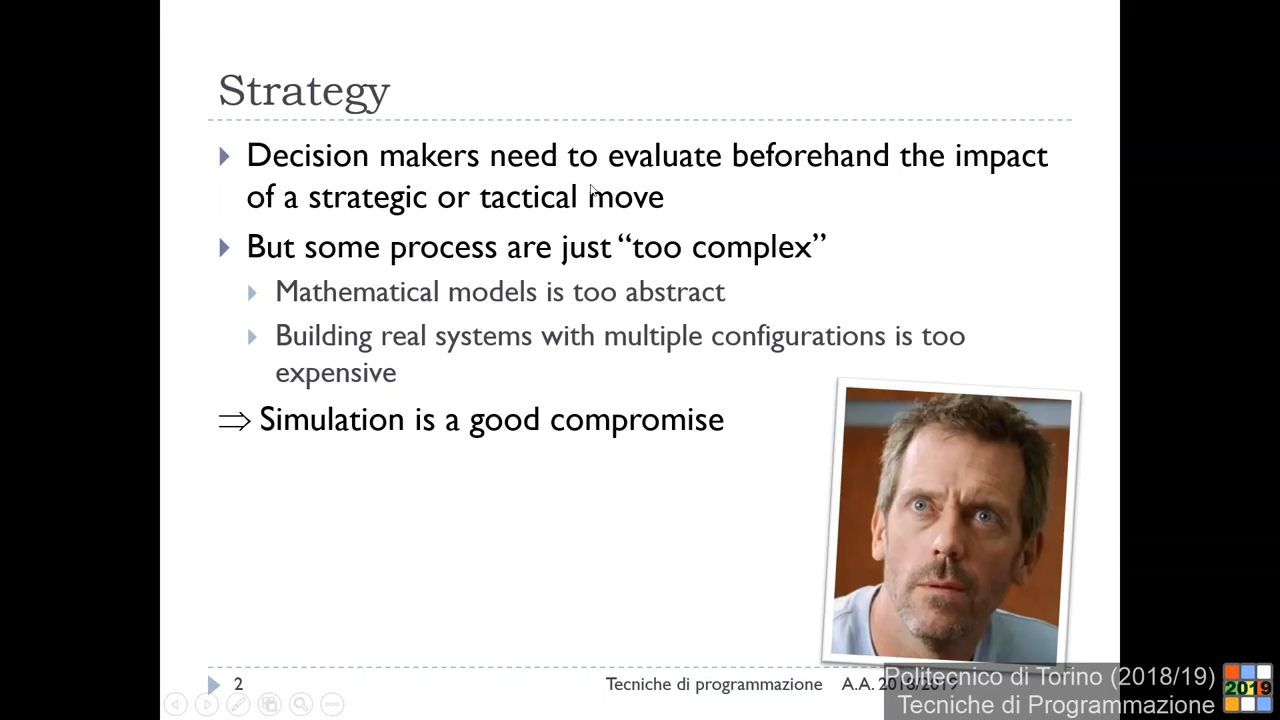 Strategy
Decision makers need to evaluate beforehand the impact
of a strategic or tactical move
But some process are just “too complex”
Mathematical models is too abstract
Building real systems with multiple configurations is too
expensive
⇒ Simulation is a good compromise
2
Tecniche di programmazione A.A. 2018/2019
Politecnico di Torino (2018/19)
Tecniche di Programmazione
2019